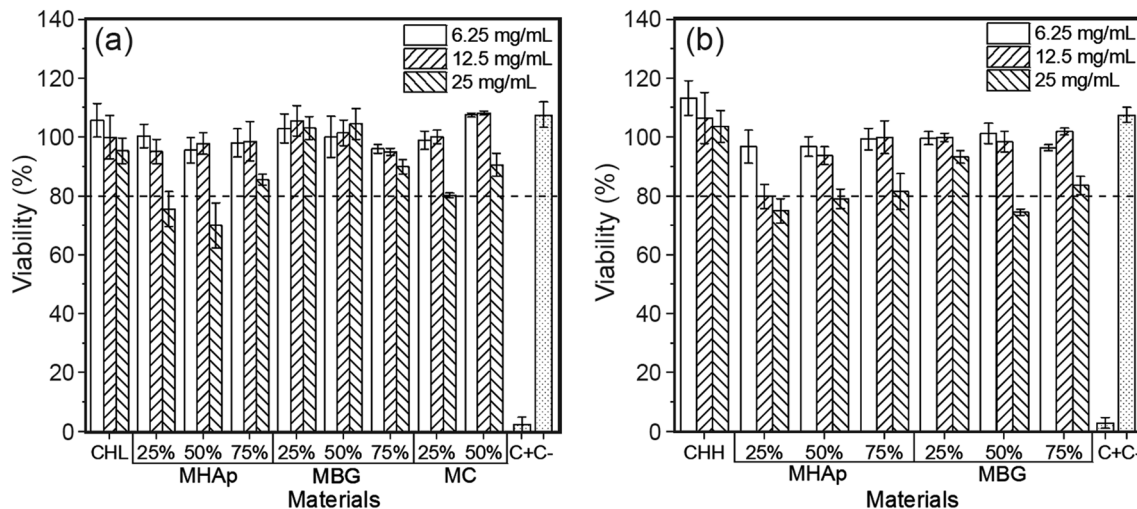 (a)
6.25 mg/mL
12.5 mg/mL
25 mg/mL
Viability (%)
140
120
100
80
60
40
20
0
CHL 25% 50% 75% 25% 50% 75% 25% 50% C+C-
MHAp MBG MC
Materials
(b)
6.25 mg/mL
12.5 mg/mL
25 mg/mL
Viability (%)
140
120
100
80
60
40
20
0
CHH 25% 50% 75% 25% 50% 75% C+C-
MHAp MBG
Materials